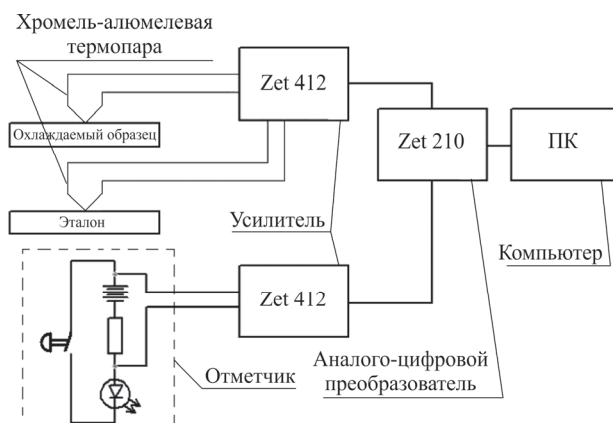 Хромель-алюмелевая
термопара
Zet 412
Охлаждаемый образец
Zet 210
ПК
Эталон
Усилитель
Компьютер
Zet 412
Отметчик
Аналого-цифровой
преобразователь